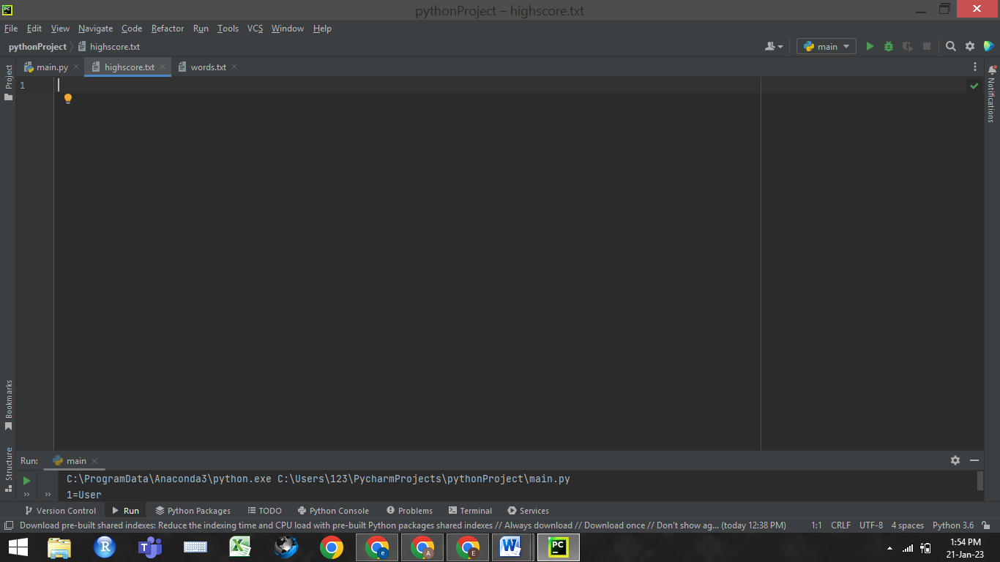 pythonProject – highscore.txt
File Edit View Navigate Code Refactor Run Tools VCS Window Help
pythonProject highscore.txt main
main.py highscore.txt words.txt
1
Project
Bookmarks
Structure
Notifications
Run: main
C:\ProgramData\Anaconda3\python.exe C:\Users\123\PycharmProjects\pythonProject\main.py
1=User
Version Control Run Python Packages TODO Python Console Problems Terminal Services
Download pre-built shared indexes: Reduce the indexing time and CPU load with pre-built Python packages shared indexes // Always download // Download once // Don't show ag... (today 12:38 PM) 1:1 CRLF UTF-8 4 spaces Python 3.6
R e A E W PC
1:54 PM
21-Jan-23